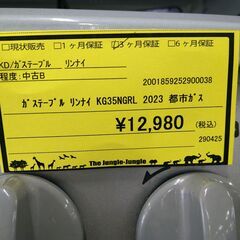 □現状販売 □1ヶ月保証 ☑3ヶ月保証 □6ヶ月保証
KD/ガステーブル リンナイ
程度:中古B
2001859252900038
ガステーブル リンナイ KG35NGRL 2023 都市ガス
¥12,980
290425
The Jungle-Jungle